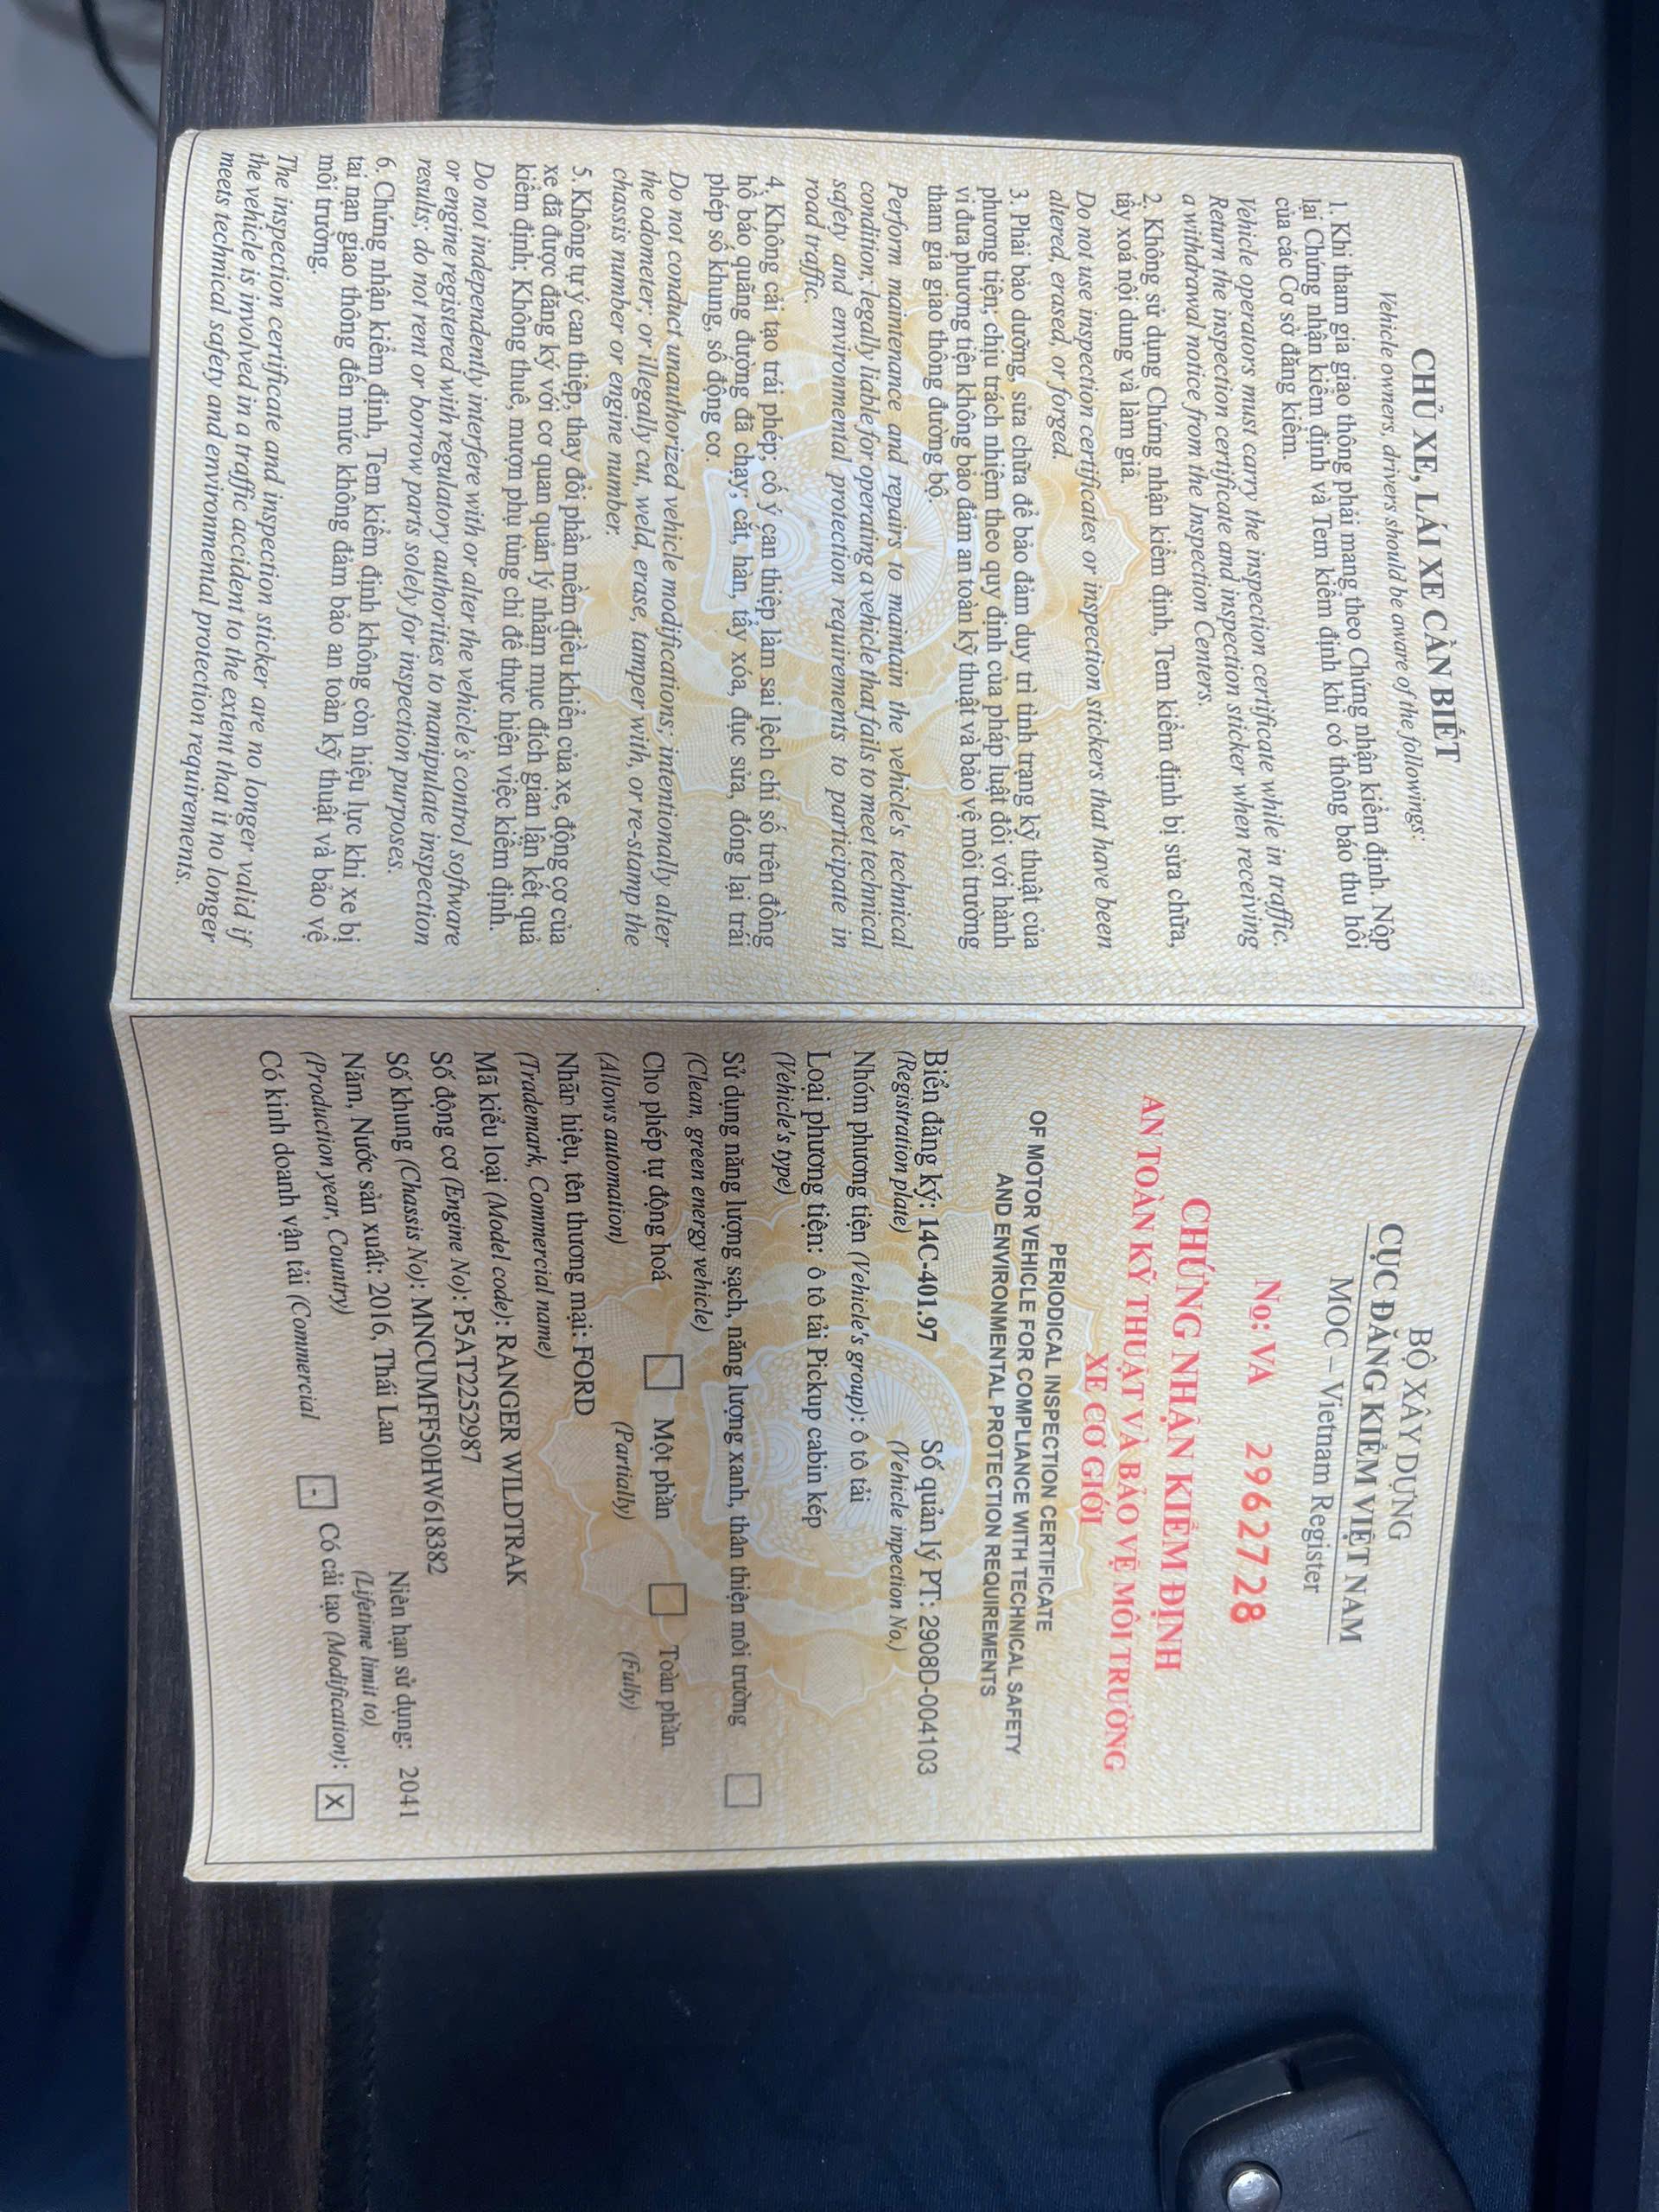 CHỦ XE, LÁI XE CẦN BIẾT
Vehicle owners, drivers should be aware of the followings:
1. Khi tham gia giao thông phải mang theo Chứng nhận kiểm định. Nộp
lại Chứng nhận kiểm định và Tem kiểm định khi có thông báo thu hồi
của các Cơ sở đăng kiểm.
Vehicle operators must carry the inspection certificate while in traffic.
Return the inspection certificate and inspection sticker when receiving
a withdrawal notice from the Inspection Centers.
2. Không sử dụng Chứng nhận kiểm định, Tem kiểm định bị sửa chữa,
tẩy xoá nội dung và làm giả.
Do not use inspection certificates or inspection stickers that have been
altered, erased, or forged.
3. Phải bảo dưỡng, sửa chữa để bảo đảm duy trì tình trạng kỹ thuật của
phương tiện; chịu trách nhiệm theo quy định của pháp luật đối với hành
vi đưa phương tiện không bảo đảm an toàn kỹ thuật và bảo vệ môi trường
tham gia giao thông đường bộ.
Perform maintenance and repairs to maintain the vehicle's technical
condition; legally liable for operating a vehicle that fails to meet technical
safety and environmental protection requirements to participate in
road traffic.
4. Không cải tạo trái phép; cố ý can thiệp làm sai lệch chỉ số trên đồng
hồ báo quãng đường đã chạy; cắt, hàn, tẩy xóa, đục sửa, đóng lại trái
phép số khung, số động cơ.
Do not conduct unauthorized vehicle modifications; intentionally alter
the odometer; or illegally cut, weld, erase, tamper with, or re-stamp the
chassis number or engine number.
5. Không tự ý can thiệp, thay đổi phần mềm điều khiển của xe, động cơ của
xe đã được đăng ký với cơ quan quản lý nhằm mục đích gian lận kết quả
kiểm định; Không thuê, mượn phụ tùng chỉ để thực hiện việc kiểm định.
Do not independently interfere with or alter the vehicle's control software
or engine registered with regulatory authorities to manipulate inspection
results; do not rent or borrow parts solely for inspection purposes.
6. Chứng nhận kiểm định, Tem kiểm định không còn hiệu lực khi xe bị
tai nạn giao thông đến mức không đảm bảo an toàn kỹ thuật và bảo vệ
môi trường.
The inspection certificate and inspection sticker are no longer valid if
the vehicle is involved in a traffic accident to the extent that it no longer
meets technical safety and environmental protection requirements.
BỘ XÂY DỰNG
CỤC ĐĂNG KIỂM VIỆT NAM
MOC – Vietnam Register
No: VA 2962728
CHỨNG NHẬN KIỂM ĐỊNH
AN TOÀN KỸ THUẬT VÀ BẢO VỆ MÔI TRƯỜNG
XE CƠ GIỚI
PERIODICAL INSPECTION CERTIFICATE
OF MOTOR VEHICLE FOR COMPLIANCE WITH TECHNICAL SAFETY
AND ENVIRONMENTAL PROTECTION REQUIREMENTS
Biển đăng ký: 14C-401.97 Số quản lý PT: 2908D-004103
(Registration plate) (Vehicle inpection No.)
Nhóm phương tiện (Vehicle's group): ô tô tải
Loại phương tiện: ô tô tải Pickup cabin kép
(Vehicle's type)
Sử dụng năng lượng sạch, năng lượng xanh, thân thiện môi trường
(Clean, green energy vehicle)
Cho phép tự động hoá Một phần Toàn phần
(Allows automation) (Partially) (Fully)
Nhãn hiệu, tên thương mại: FORD
(Trademark, Commercial name)
Mã kiểu loại (Model code): RANGER WILDTRAK
Số động cơ (Engine No): P5AT2252987
Số khung (Chassis No): MNCUMFF50HW618382
Năm, Nước sản xuất: 2016, Thái Lan Niên hạn sử dụng: 2041
(Production year, Country) (Lifetime limit to)
Có kinh doanh vận tải (Commercial - Có cải tạo (Modification): X